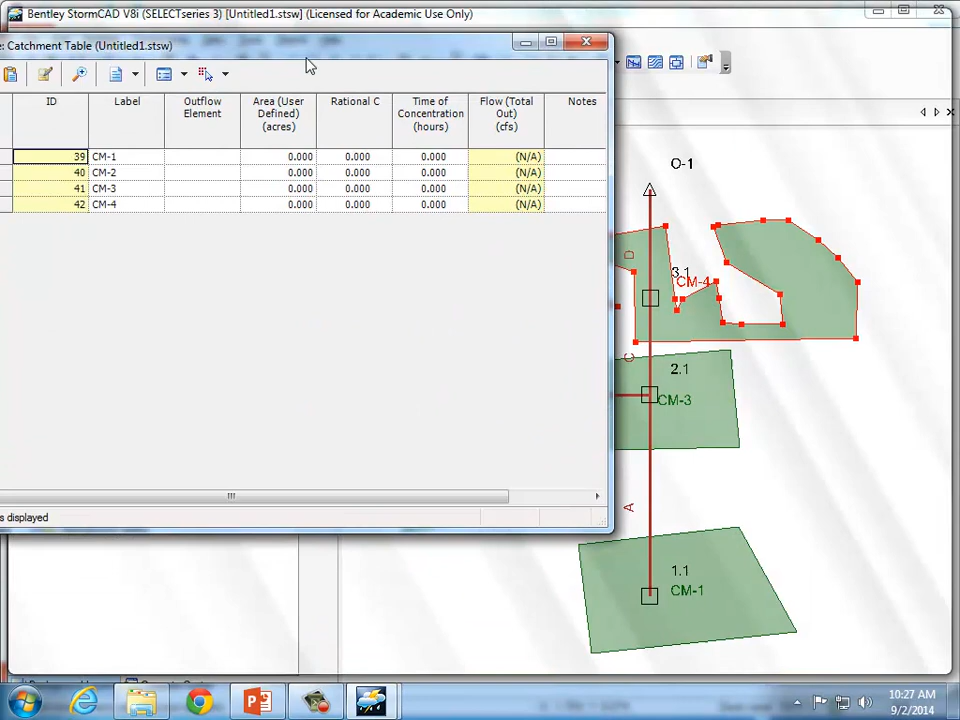 Bentley StormCAD V8i (SELECTseries 3) [Untitled1.stsw] (Licensed for Academic Use Only)
: Catchment Table (Untitled1.stsw)
ID Label Outflow Element Area (User Defined) (acres) Rational C Time of Concentration (hours) Flow (Total Out) (cfs) Notes
39 CM-1 0.000 0.000 0.000 (N/A)
40 CM-2 0.000 0.000 0.000 (N/A)
41 CM-3 0.000 0.000 0.000 (N/A)
42 CM-4 0.000 0.000 0.000 (N/A)
s displayed
O-1
D
3.1
CM-4
C
2.1
CM-3
A
1.1
CM-1
10:27 AM
9/2/2014